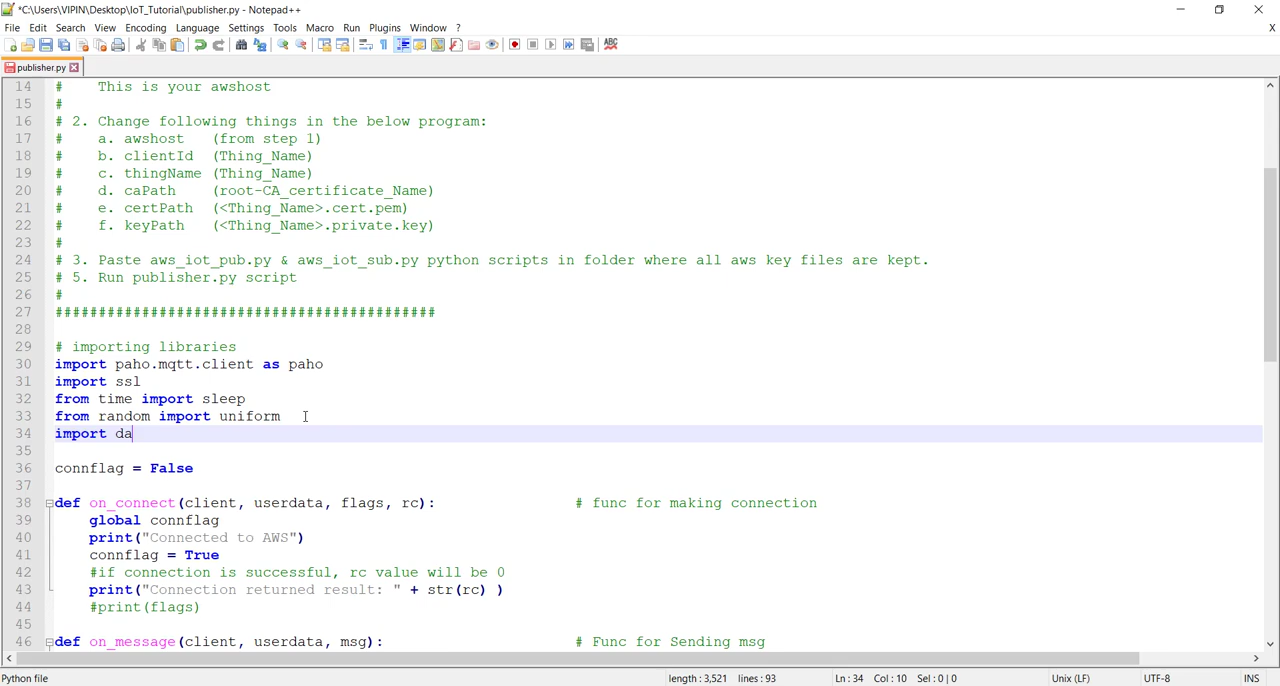 *C:\Users\VIPIN\Desktop\IoT_Tutorial\publisher.py - Notepad++
File Edit Search View Encoding Language Settings Tools Macro Run Plugins Window ? X
ABC
publisher.py
14 #    This is your awshost
15 #
16 # 2. Change following things in the below program:
17 #    a. awshost   (from step 1)
18 #    b. clientId  (Thing_Name)
19 #    c. thingName (Thing_Name)
20 #    d. caPath    (root-CA_certificate_Name)
21 #    e. certPath  (<Thing_Name>.cert.pem)
22 #    f. keyPath   (<Thing_Name>.private.key)
23 #
24 # 3. Paste aws_iot_pub.py & aws_iot_sub.py python scripts in folder where all aws key files are kept.
25 # 5. Run publisher.py script
26 #
27 ############################################
28
29 # importing libraries
30 import paho.mqtt.client as paho
31 import ssl
32 from time import sleep
33 from random import uniform
34 import da
35
36 connflag = False
37
38 def on_connect(client, userdata, flags, rc):                # func for making connection
39     global connflag
40     print("Connected to AWS")
41     connflag = True
42     #if connection is successful, rc value will be 0
43     print("Connection returned result: " + str(rc) )
44     #print(flags)
45
46 def on_message(client, userdata, msg):                      # Func for Sending msg
Python file length : 3,521 lines : 93 Ln : 34 Col : 10 Sel : 0 | 0 Unix (LF) UTF-8 INS